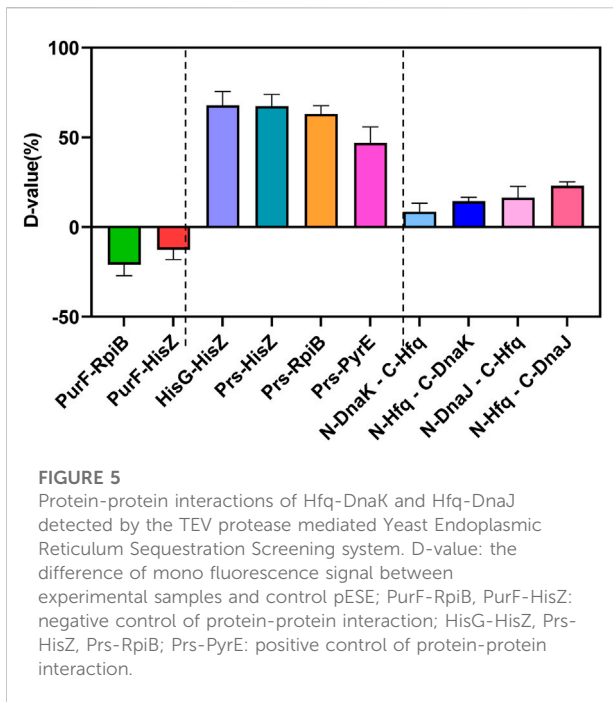 100
50
0
-50
D-value(%)
PurF-RpiB
PurF-HisZ
HisG-HisZ
Prs-HisZ
Prs-RpiB
Prs-PyrE
N-DnaK - C-Hfq
N-Hfq - C-DnaK
N-DnaJ - C-Hfq
N-Hfq - C-DnaJ
FIGURE 5
Protein-protein interactions of Hfq-DnaK and Hfq-DnaJ
detected by the TEV protease mediated Yeast Endoplasmic
Reticulum Sequestration Screening system. D-value: the
difference of mono fluorescence signal between
experimental samples and control pESE; PurF-RpiB, PurF-HisZ:
negative control of protein-protein interaction; HisG-HisZ, Prs-
HisZ, Prs-RpiB; Prs-PyrE: positive control of protein-protein
interaction.